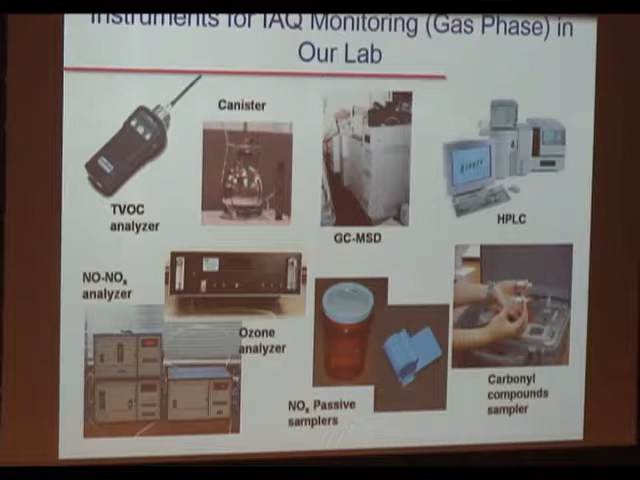 Instruments for IAQ Monitoring (Gas Phase) in
Our Lab
Canister
TVOC
analyzer
GC-MSD
HPLC
NO-NOx
analyzer
Ozone
analyzer
NOx Passive
samplers
Carbonyl
compounds
sampler